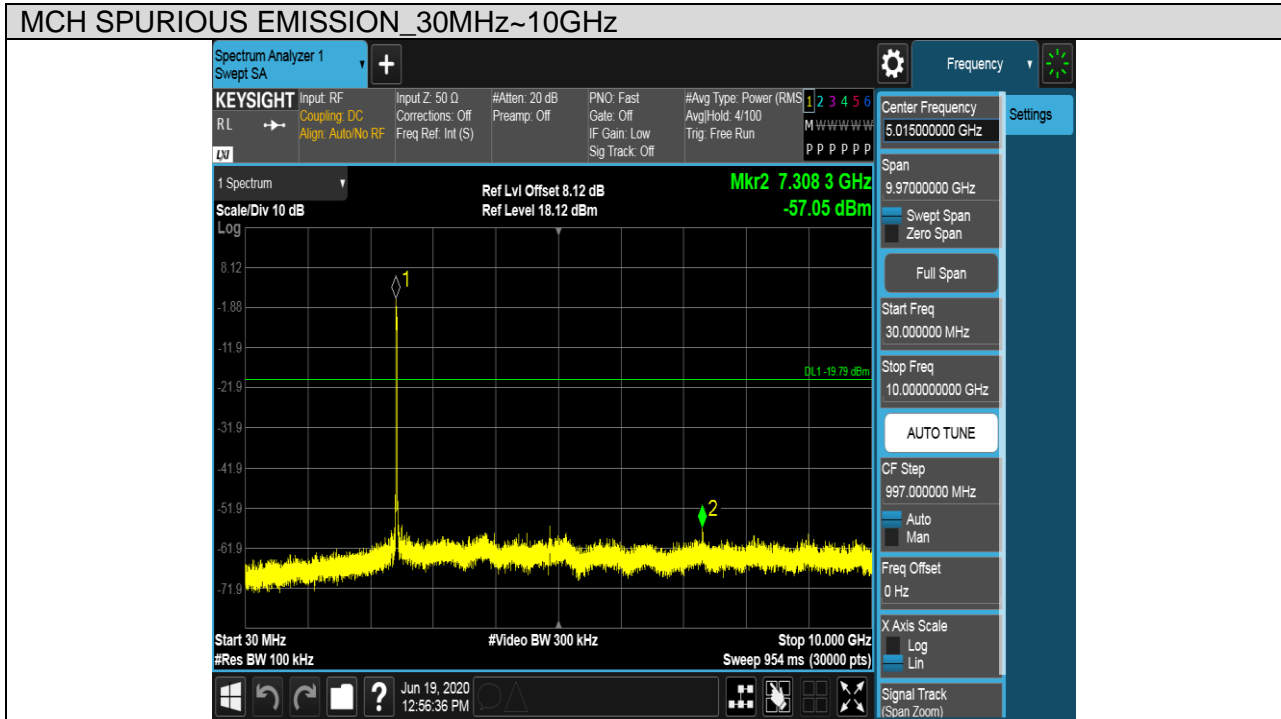 MCH SPURIOUS EMISSION_30MHz~10GHz
Spectrum Analyzer 1
Swept SA
+
Frequency
KEYSIGHT
RL
LXI
Input: RF
Coupling: DC
Align: Auto/No RF
Input Z: 50 Ω
Corrections: Off
Freq Ref: Int (S)
#Atten: 20 dB
Preamp: Off
PNO: Fast
Gate: Off
IF Gain: Low
Sig Track: Off
#Avg Type: Power (RMS
Avg|Hold: 4/100
Trig: Free Run
1 2 3 4 5 6
M W W W W W
P P P P P P
1 Spectrum
Scale/Div 10 dB
Log
Ref Lvl Offset 8.12 dB
Ref Level 18.12 dBm
Mkr2 7.308 3 GHz
-57.05 dBm
8.12
-1.88
-11.9
-21.9
-31.9
-41.9
-51.9
-61.9
-71.9
1
DL1 -19.79 dBm
2
Start 30 MHz
#Res BW 100 kHz
#Video BW 300 kHz
Stop 10.000 GHz
Sweep 954 ms (30000 pts)
?
Jun 19, 2020
12:56:36 PM
Center Frequency
5.015000000 GHz
Settings
Span
9.97000000 GHz
Swept Span
Zero Span
Full Span
Start Freq
30.000000 MHz
Stop Freq
10.000000000 GHz
AUTO TUNE
CF Step
997.000000 MHz
Auto
Man
Freq Offset
0 Hz
X Axis Scale
Log
Lin
Signal Track
(Span Zoom)